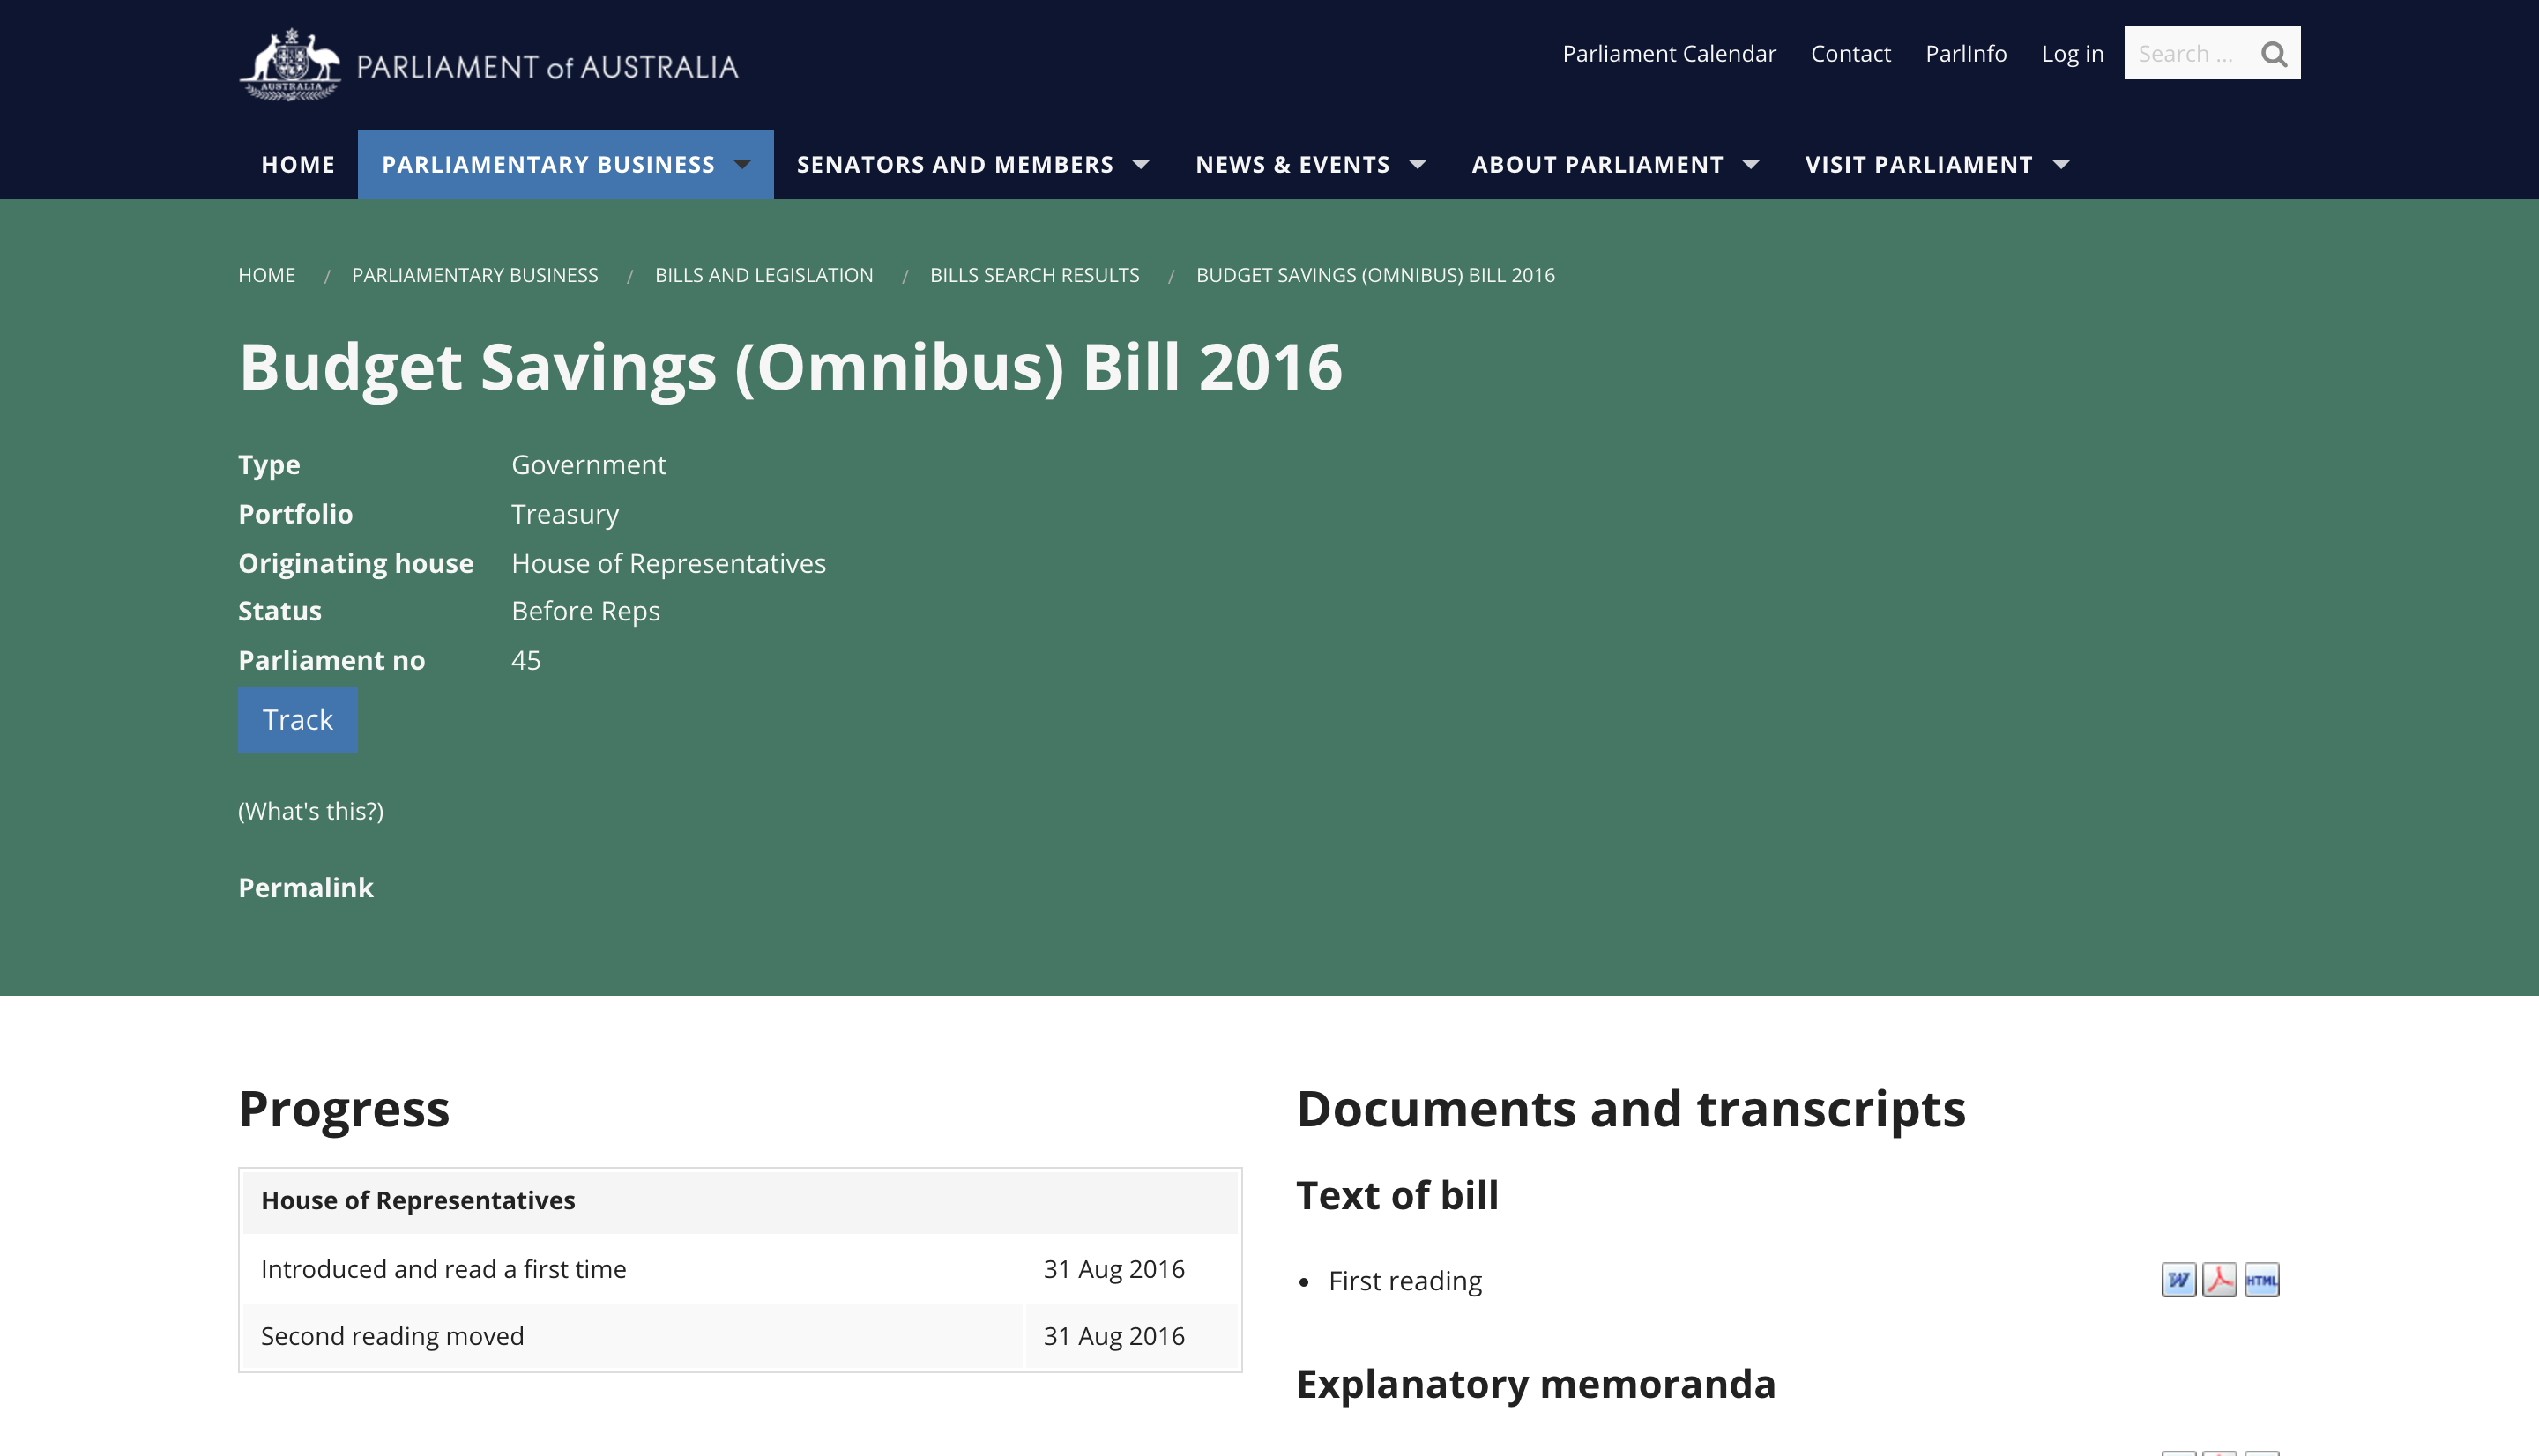 AUSTRALIA
PARLIAMENT of AUSTRALIA
Parliament Calendar Contact ParlInfo Log in Search ...
HOME PARLIAMENTARY BUSINESS SENATORS AND MEMBERS NEWS & EVENTS ABOUT PARLIAMENT VISIT PARLIAMENT
HOME / PARLIAMENTARY BUSINESS / BILLS AND LEGISLATION / BILLS SEARCH RESULTS / BUDGET SAVINGS (OMNIBUS) BILL 2016
Budget Savings (Omnibus) Bill 2016
Type Government
Portfolio Treasury
Originating house House of Representatives
Status Before Reps
Parliament no 45
Track
(What's this?)
Permalink
Progress
House of Representatives
Introduced and read a first time 31 Aug 2016
Second reading moved 31 Aug 2016
Documents and transcripts
Text of bill
• First reading W HTML
Explanatory memoranda